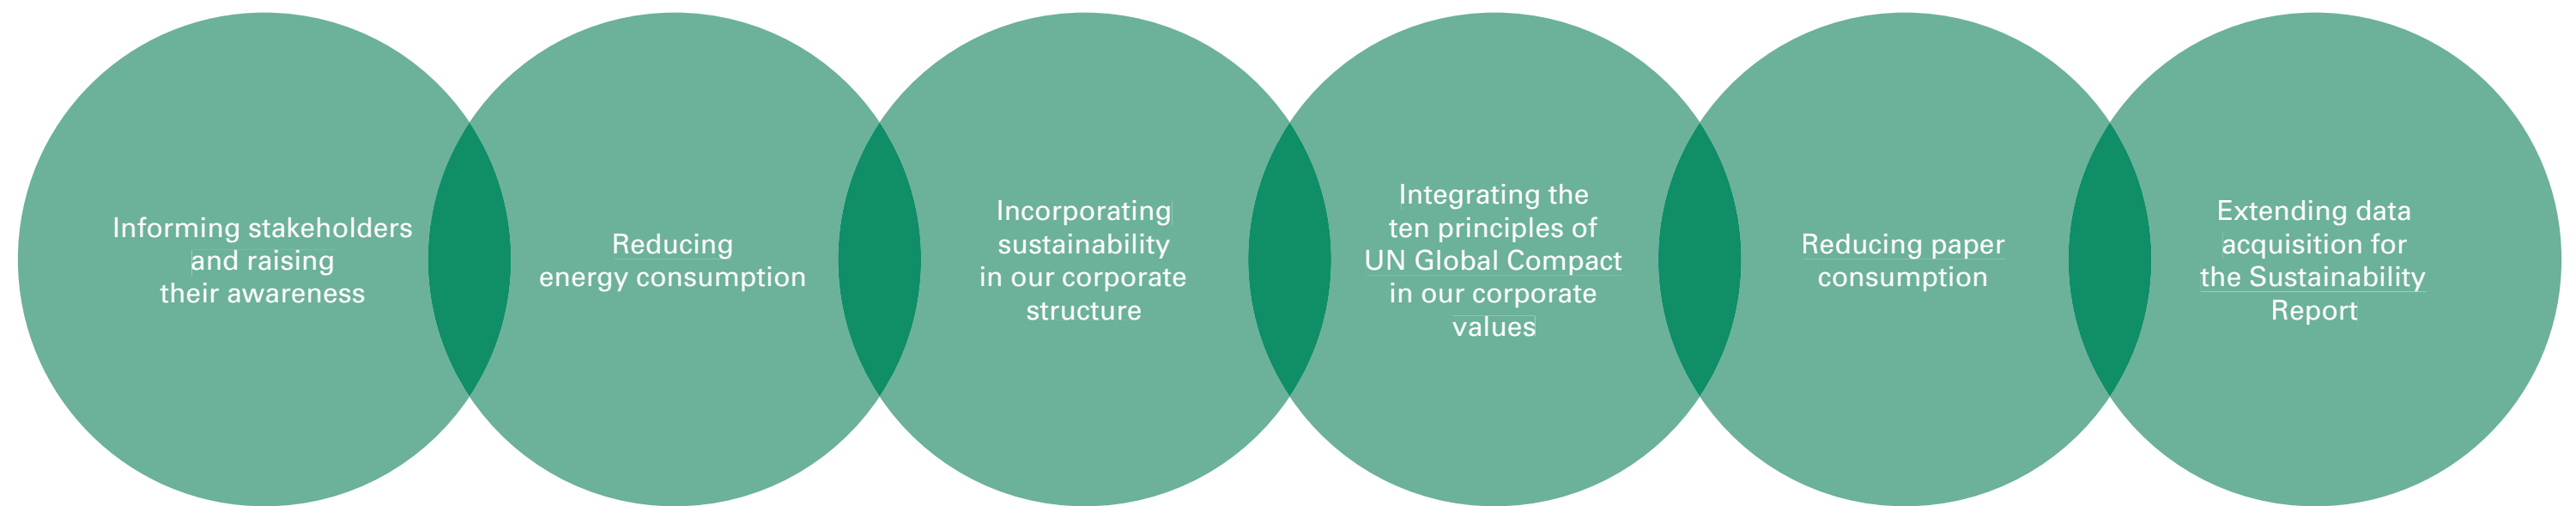 Informing stakeholders
and raising
their awareness
Reducing
energy consumption
Incorporating
sustainability
in our corporate
structure
Integrating the
ten principles of
UN Global Compact
in our corporate
values
Reducing paper
consumption
Extending data
acquisition for
the Sustainability
Report